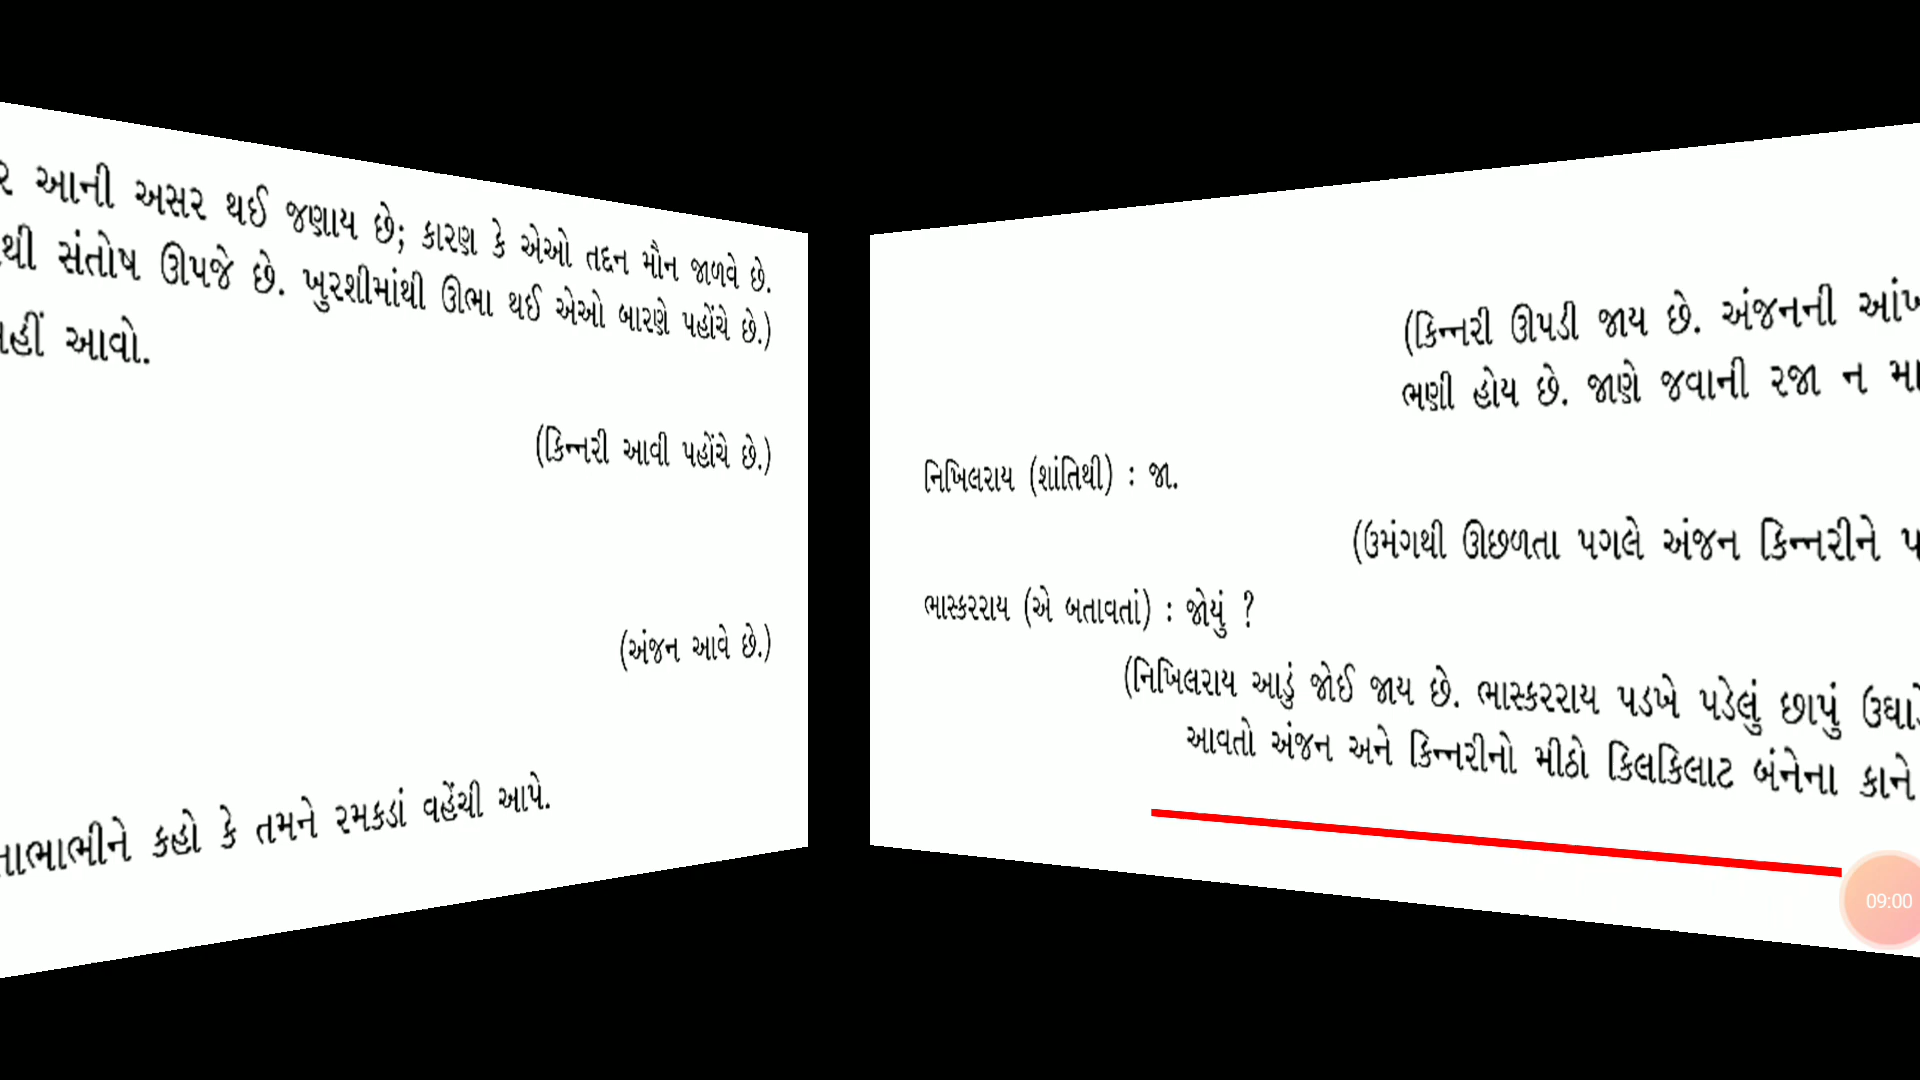 આની અસર થઈ જણાય છે; કારણ કે એઓ તદ્દન મૌન જાળવે છે.
સંતોષ ઊપજે છે. ખુરશીમાંથી ઊભા થઈ એઓ બારણે પહોંચે છે.)
આવો.
(કિન્નરી આવી પહોંચે છે.)
(અંજન આવે છે.)
કહો કે તમને રમકડાં વહેંચી આપે.
(કિન્નરી ઊપડી જાય છે. અંજનની
ભણી હોય છે. જાણે જવાની રજા ન
નિખિલરાય (શાંતિથી) : જા.
(ઉમંગથી ઊછળતા પગલે અંજન કિન્નરીને
ભાસ્કરરાય (એ બતાવતાં) : જોયું ?
(નિખિલરાય આડું જોઈ જાય છે. ભાસ્કરરાય પડખે પડેલું છાપું
આવતો અંજન અને કિન્નરીનો મીઠો કિલકિલાટ બંનેના કાને
09:00